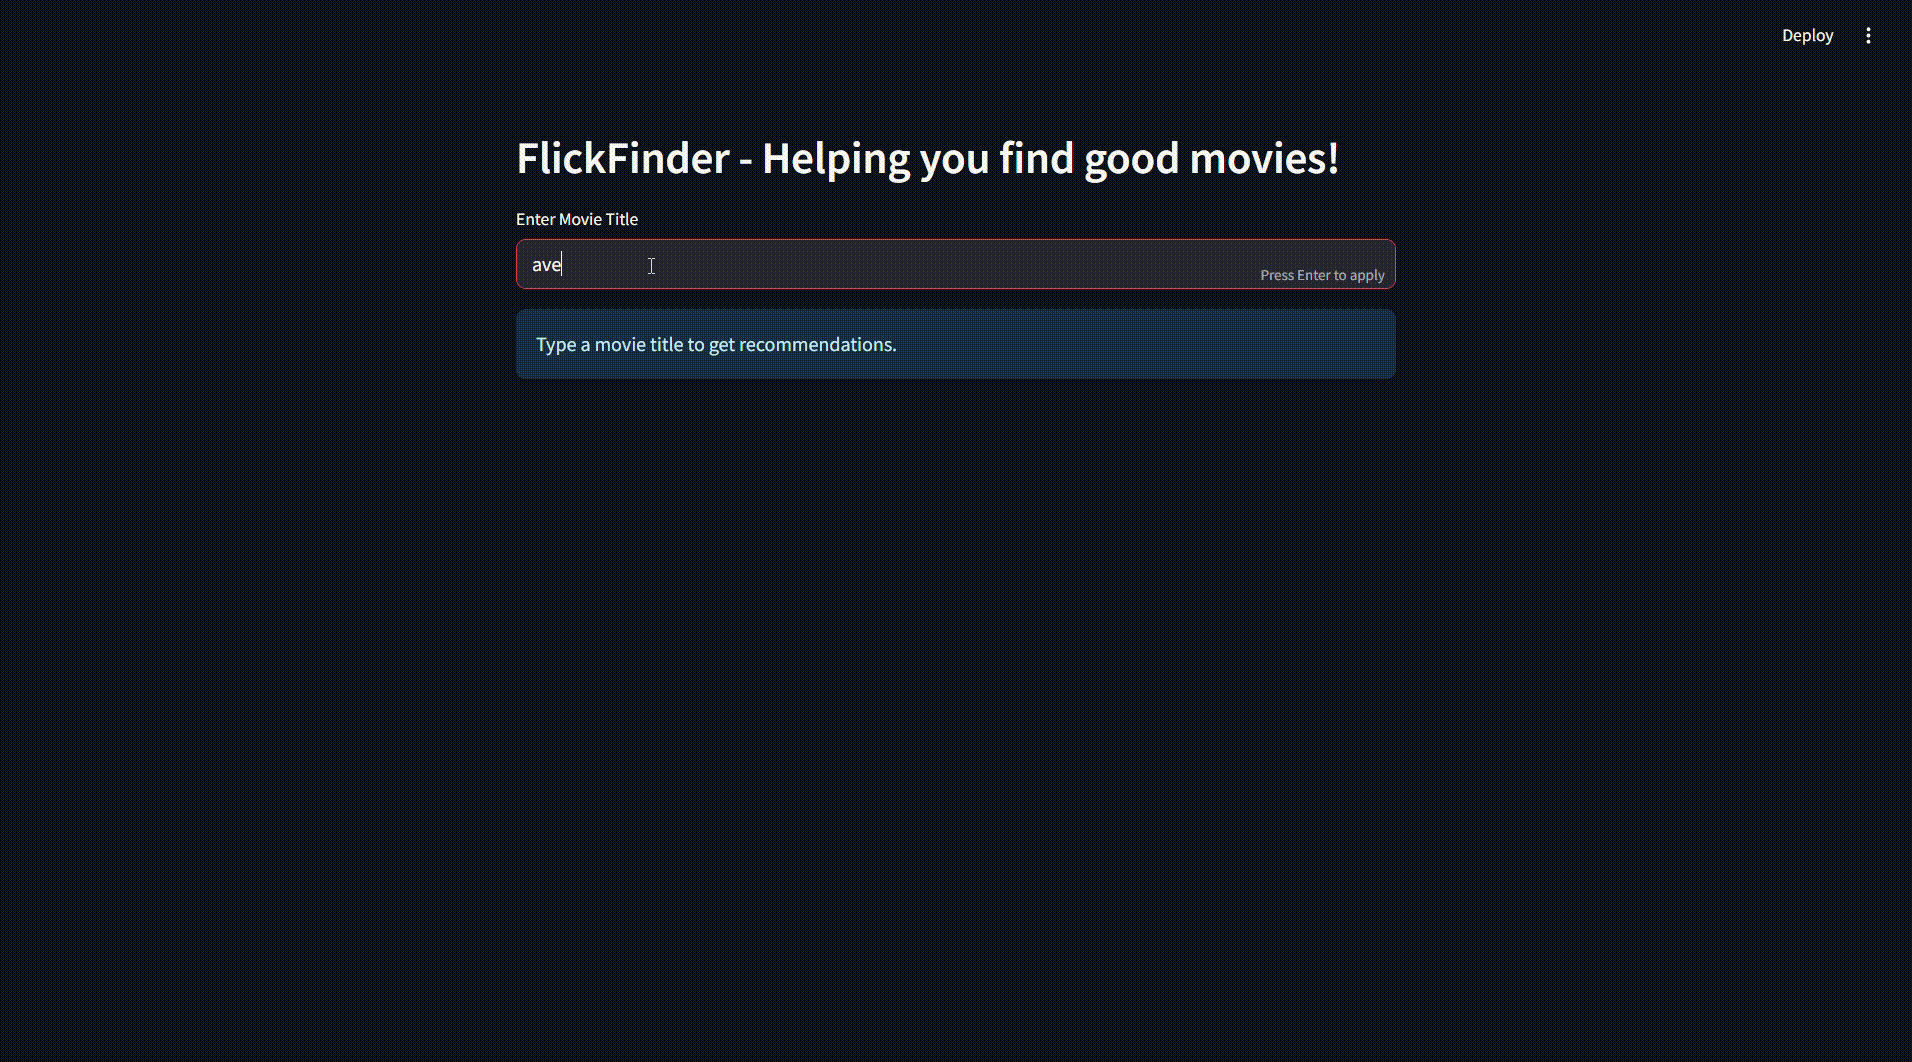 Deploy
FlickFinder - Helping you find good movies!
Enter Movie Title
ave
Press Enter to apply
Type a movie title to get recommendations.